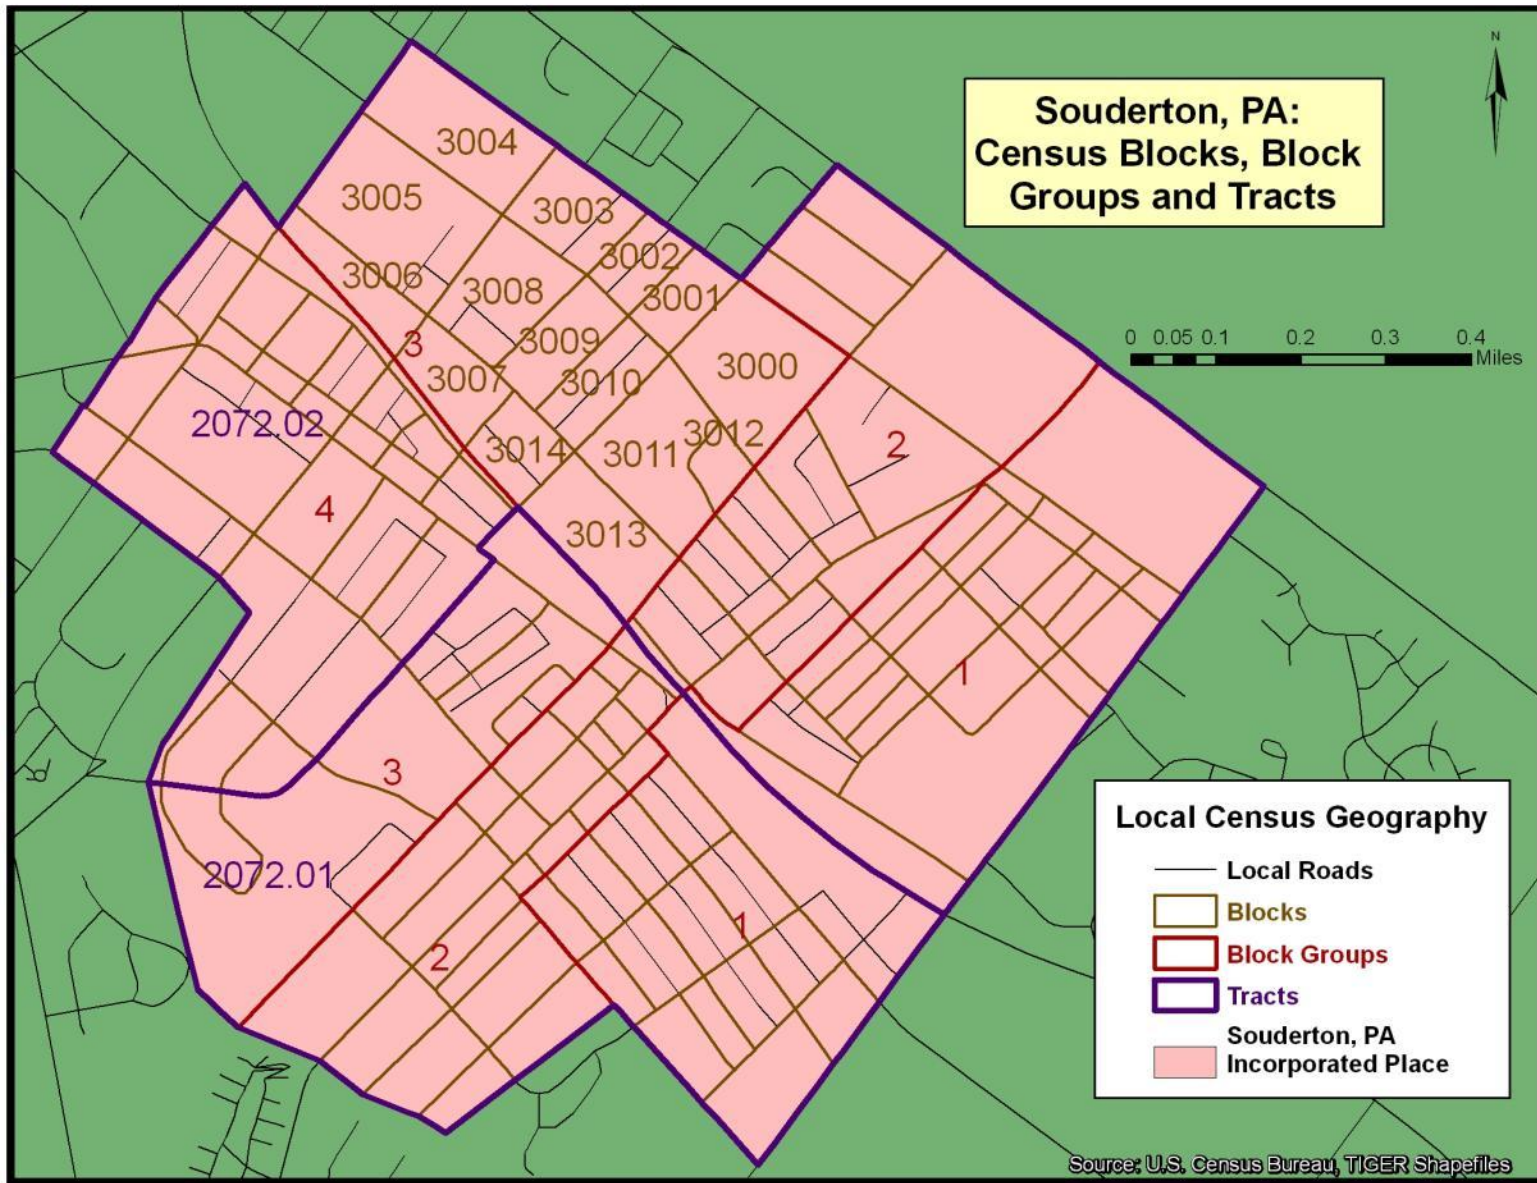 N
Souderton, PA:
Census Blocks, Block
Groups and Tracts
3004
3005
3003
3002
3006
3008
3001
3009
3
3007
3010
3000
2072.02
3014
3011
3012
2
4
3013
0 0.05 0.1 0.2 0.3 0.4
Miles
1
3
2072.01
2
1
Local Census Geography
Local Roads
Blocks
Block Groups
Tracts
Souderton, PA
Incorporated Place
Source: U.S. Census Bureau, TIGER Shapefiles